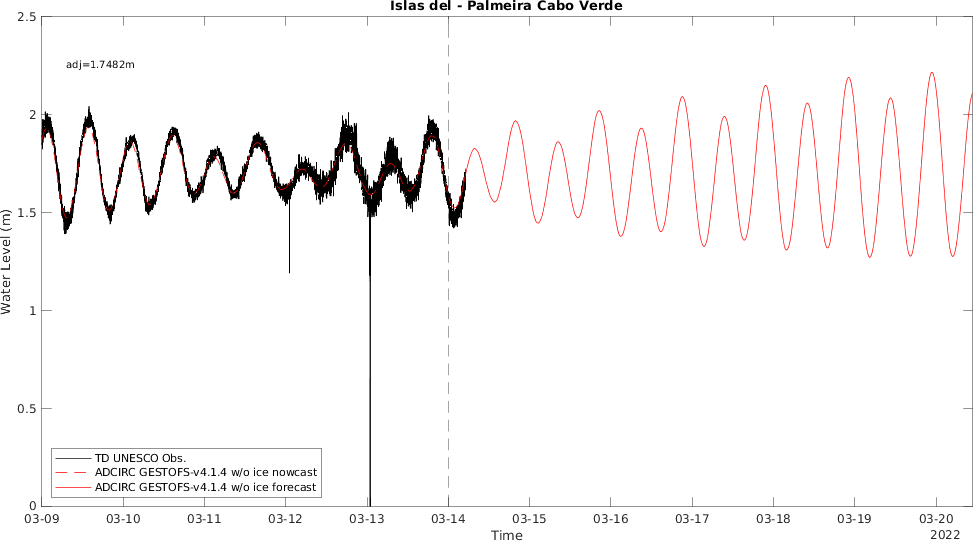 Islas del - Palmeira Cabo Verde
2.5
adj=1.7482m
2
1.5
Water Level (m)
1
0.5
TD UNESCO Obs.
ADCIRC GESTOFS-v4.1.4 w/o ice nowcast
ADCIRC GESTOFS-v4.1.4 w/o ice forecast
0
03-09 03-10 03-11 03-12 03-13 03-14 03-15 03-16 03-17 03-18 03-19 03-20
Time 2022